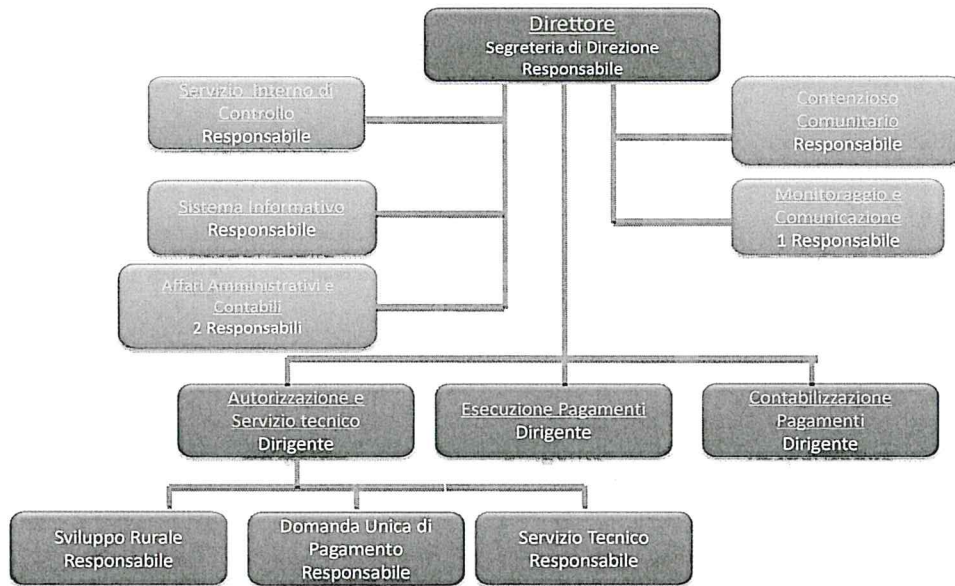 Direttore
Segreteria di Direzione
Responsabile
Servizio Interno di
Controllo
Responsabile
Contenzioso
Comunitario
Responsabile
Sistema Informativo
Responsabile
Monitoraggio e
Comunicazione
1 Responsabile
Affari Amministrativi e
Contabili
2 Responsabili
Autorizzazione e
Servizio tecnico
Dirigente
Esecuzione Pagamenti
Dirigente
Contabilizzazione
Pagamenti
Dirigente
Sviluppo Rurale
Responsabile
Domanda Unica di
Pagamento
Responsabile
Servizio Tecnico
Responsabile